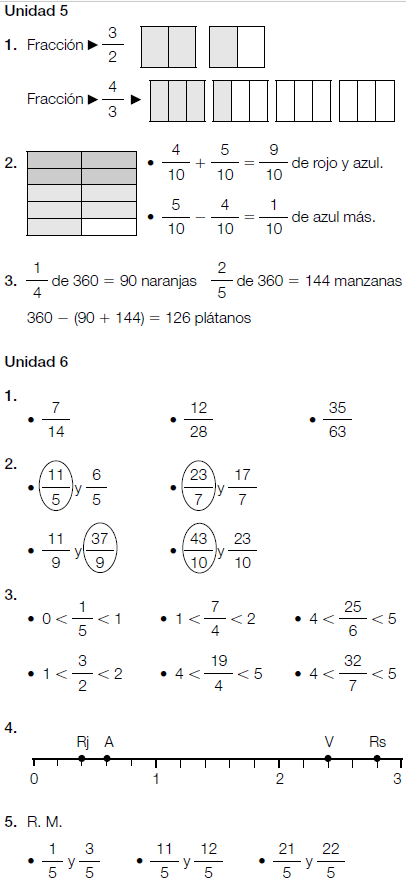 Unidad 5
1. Fracción ▶ 3/2
Fracción ▶ 4/3 ▶
2. • 4/10 + 5/10 = 9/10 de rojo y azul.
• 5/10 − 4/10 = 1/10 de azul más.
3. 1/4 de 360 = 90 naranjas 2/5 de 360 = 144 manzanas
360 − (90 + 144) = 126 plátanos
Unidad 6
1.
• 7/14 • 12/28 • 35/63
2.
• 11/5 y 6/5 • 23/7 y 17/7
• 11/9 y 37/9 • 43/10 y 23/10
3.
• 0 < 1/5 < 1 • 1 < 7/4 < 2 • 4 < 25/6 < 5
• 1 < 3/2 < 2 • 4 < 19/4 < 5 • 4 < 32/7 < 5
4.
Rj A V Rs
0 1 2 3
5. R. M.
• 1/5 y 3/5 • 11/5 y 12/5 • 21/5 y 22/5